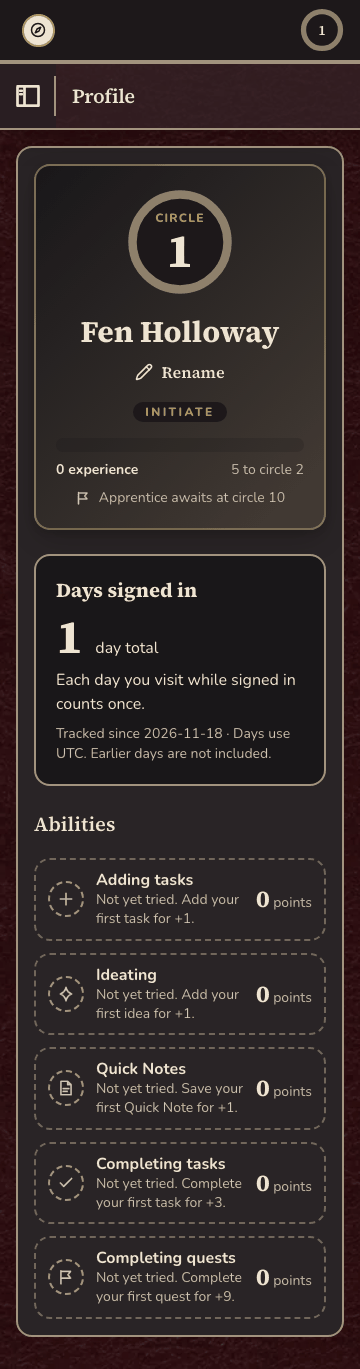 1
Profile
CIRCLE
1
Fen Holloway
Rename
INITIATE
0 experience
5 to circle 2
Apprentice awaits at circle 10
Days signed in
1 day total
Each day you visit while signed in
counts once.
Tracked since 2026-11-18 · Days use
UTC. Earlier days are not included.
Abilities
Adding tasks
Not yet tried. Add your
first task for +1.
0 points
Ideating
Not yet tried. Add your
first idea for +1.
0 points
Quick Notes
Not yet tried. Save your
first Quick Note for +1.
0 points
Completing tasks
Not yet tried. Complete
your first task for +3.
0 points
Completing quests
Not yet tried. Complete
your first quest for +9.
0 points